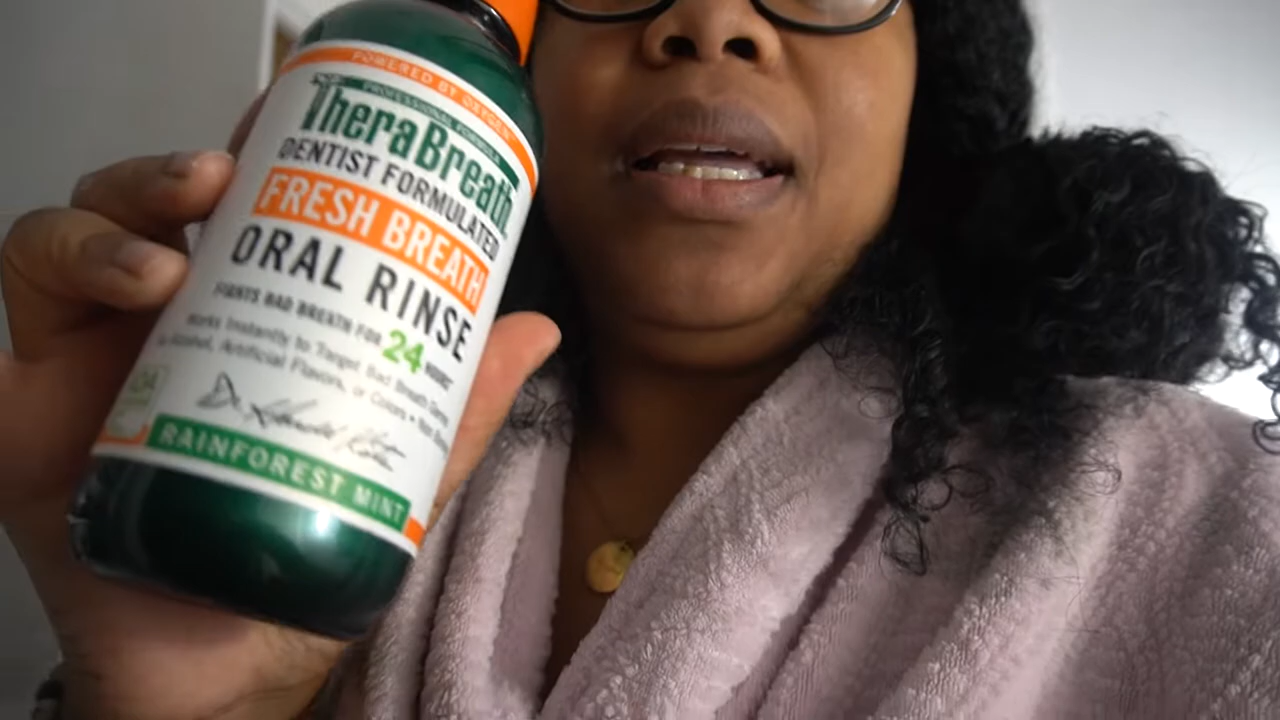 POWERED BY OXYGEN
PROFESSIONAL FORMULA
TheraBreath
DENTIST FORMULATED
FRESH BREATH
ORAL RINSE
FIGHTS BAD BREATH FOR 24 HOURS*
Works Instantly to Target Bad Breath Germs
Alcohol, Artificial Flavors, or Colors •
RAINFOREST MINT